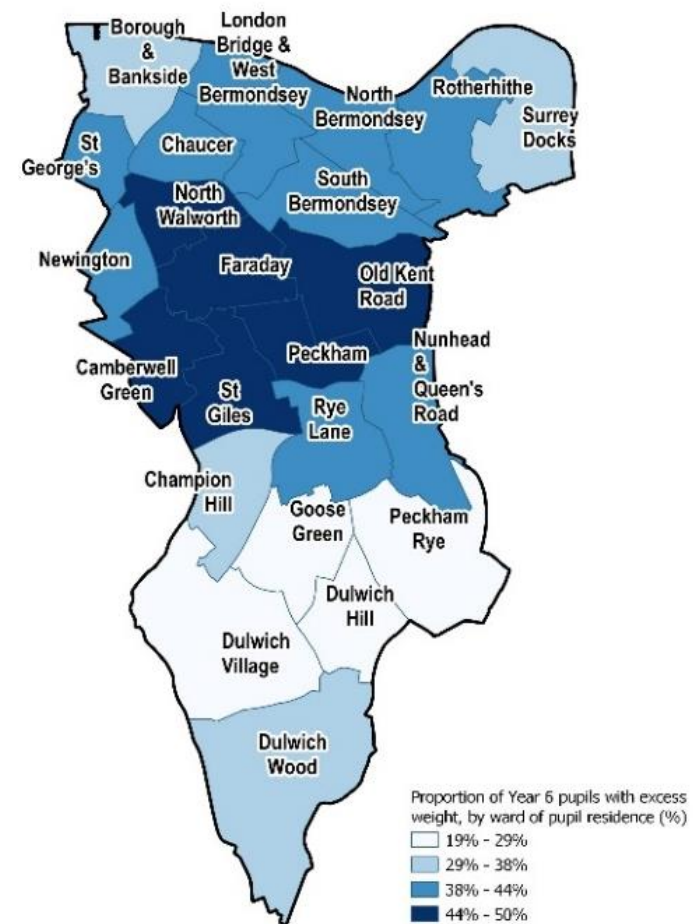 Borough
&
Bankside
London
Bridge &
West
Bermondsey
North
Bermondsey
Rotherhithe
Surrey
Docks
St
George's
Chaucer
South
Bermondsey
North
Walworth
Newington
Faraday
Old Kent
Road
Camberwell
Green
Peckham
Nunhead
&
Queen's
Road
St
Giles
Rye
Lane
Champion
Hill
Goose
Green
Peckham
Rye
Dulwich
Hill
Dulwich
Village
Dulwich
Wood
Proportion of Year 6 pupils with excess
weight, by ward of pupil residence (%)
19% - 29%
29% - 38%
38% - 44%
44% - 50%